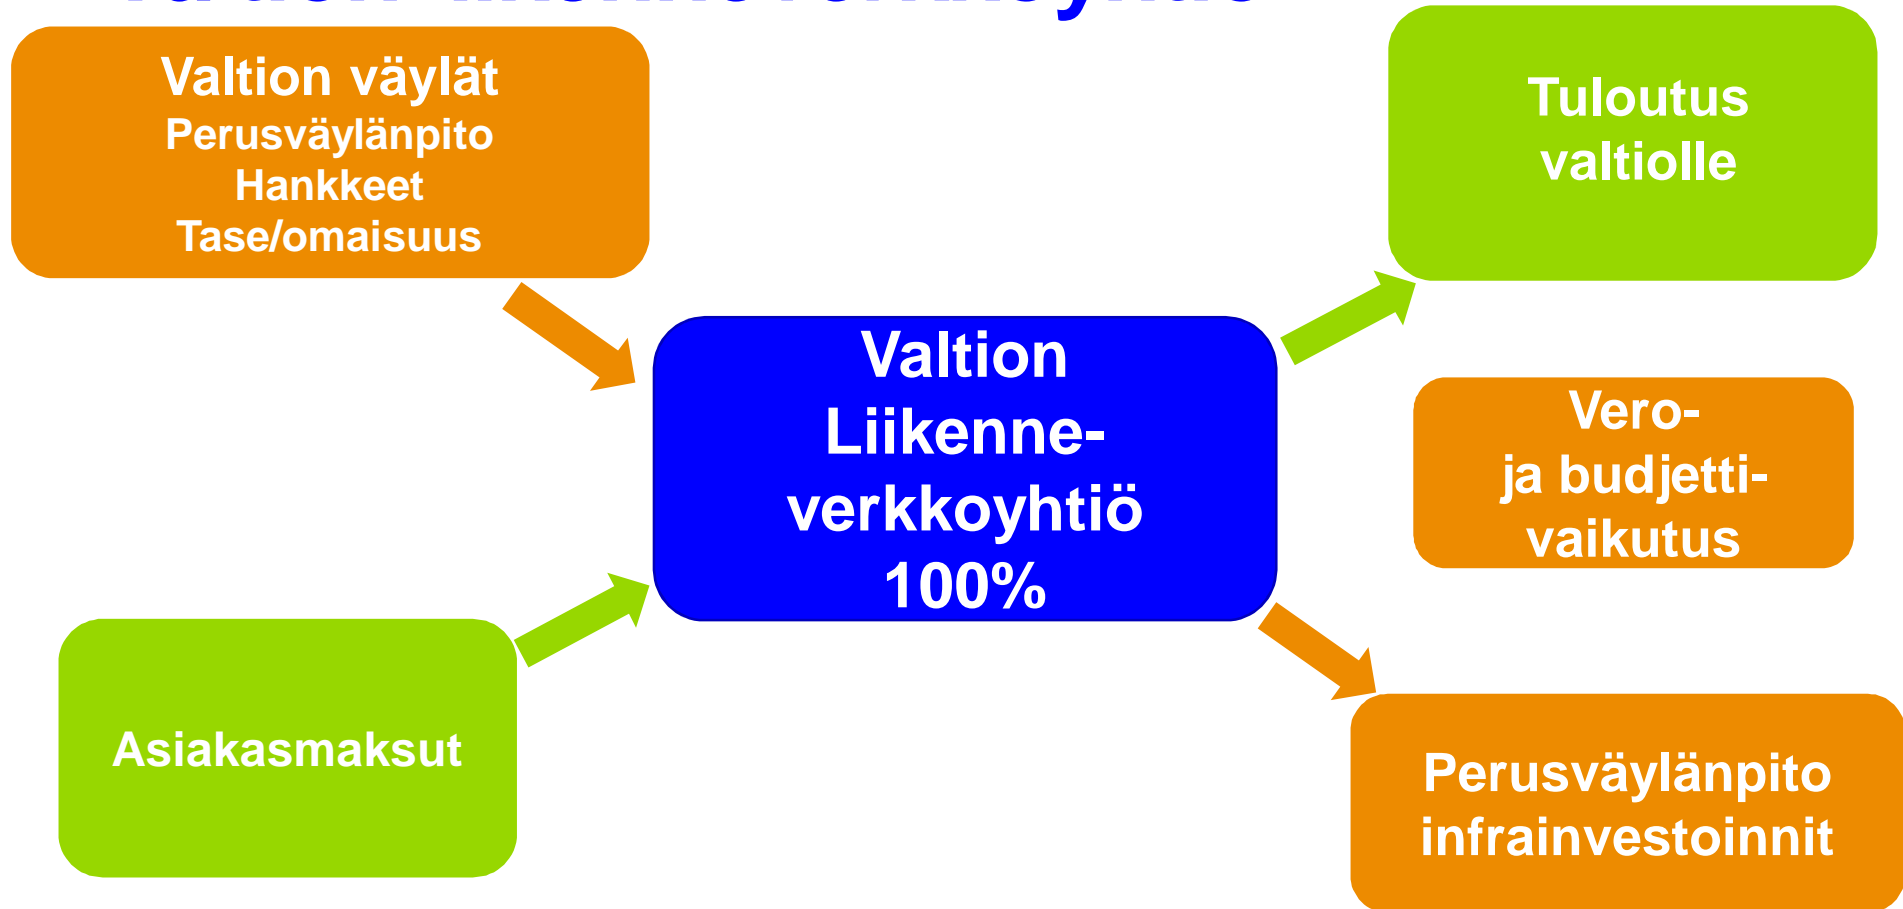 Valtion väylät
Perusväylänpito
Hankkeet
Tase/omaisuus
Tuloutus
valtiolle
Valtion
Liikenne-
verkkoyhtiö
100%
Vero-
ja budjetti-
vaikutus
Asiakasmaksut
Perusväylänpito
infrainvestoinnit